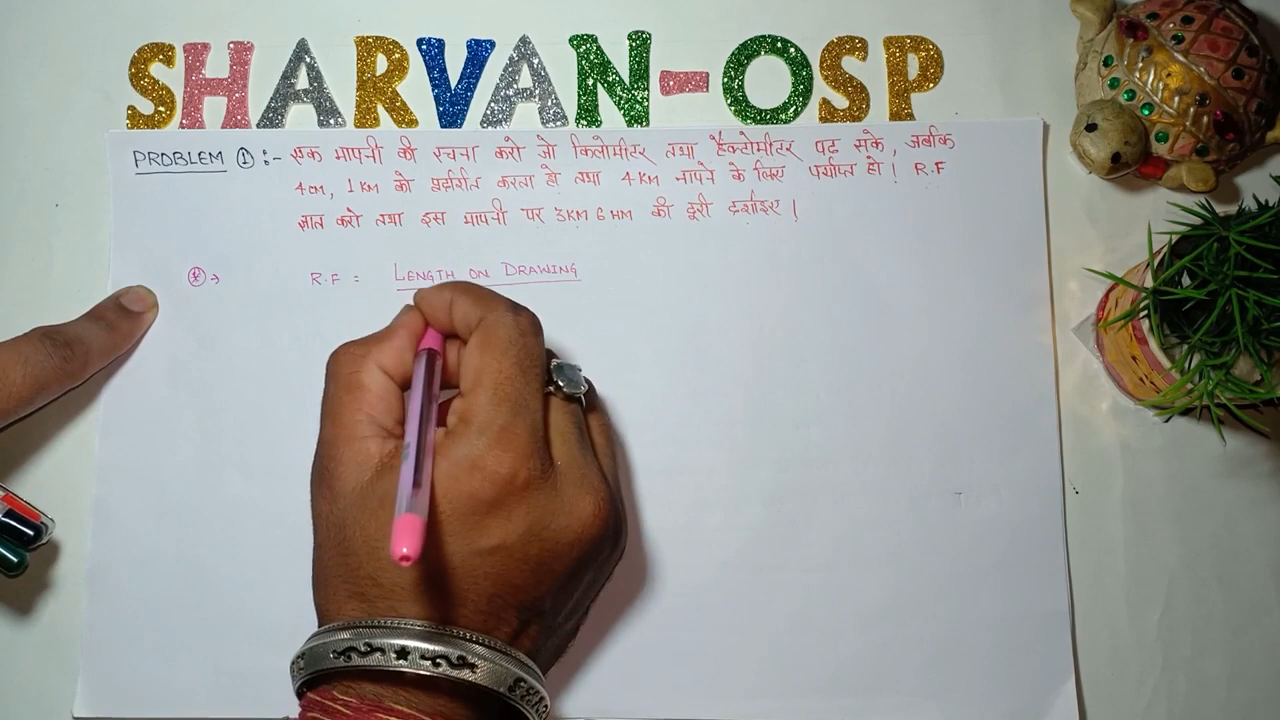 SHARVAN-OSP
PROBLEM ① :- एक मापनी की रचना करो जो किलोमीटर तथा हैक्टोमीटर पढ़ सके, जबकि
4cm, 1KM को प्रदर्शित करता हो तथा 4KM मापने के लिए पर्याप्त हो! R.F
ज्ञात करो तथा इस मापनी पर 3KM 6HM की दूरी दर्शाइए!
R.F = LENGTH ON DRAWING